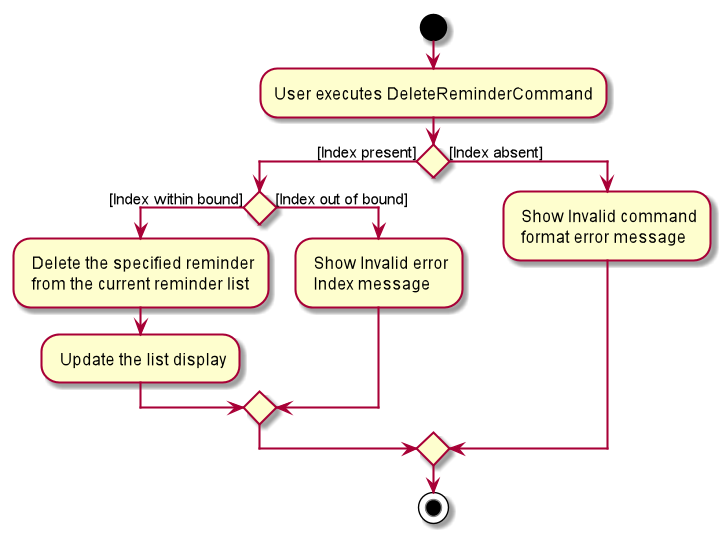 User executes DeleteReminderCommand
[Index present]
[Index absent]
[Index within bound]
[Index out of bound]
Show Invalid command
format error message
Delete the specified reminder
from the current reminder list
Show Invalid error
Index message
Update the list display